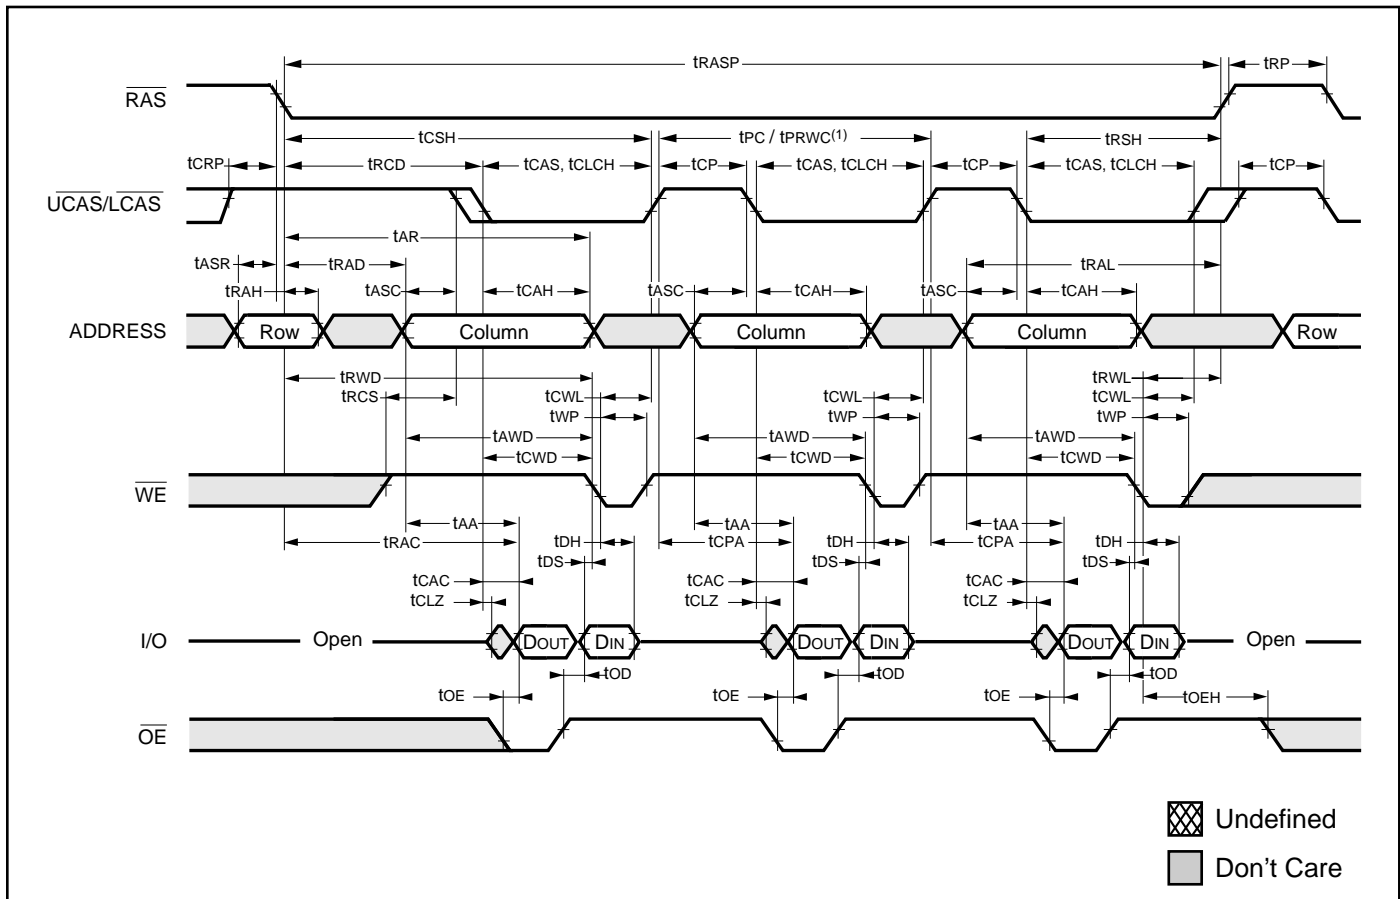 tRASP tRP
RAS
tCSH tPC / tPRWC(1) tRSH
tCRP tRCD tCAS, tCLCH tCP tCAS, tCLCH tCP tCAS, tCLCH tCP
UCAS/LCAS
tAR
tASR tRAD tRAL
tRAH tASC tCAH tASC tCAH tASC tCAH
ADDRESS Row Column Column Column Row
tRWD tRWL
tRCS tCWL tCWL tCWL
tWP tWP tWP
tAWD tAWD tAWD
tCWD tCWD tCWD
WE
tAA tAA tAA
tRAC tDH tCPA tDH tCPA tDH
tDS tDS tDS
tCAC tCAC tCAC
tCLZ tCLZ tCLZ
I/O Open DOUT DIN DOUT DIN DOUT DIN Open
tOD tOD tOD
tOE tOE tOE tOEH
OE
Undefined
Don't Care